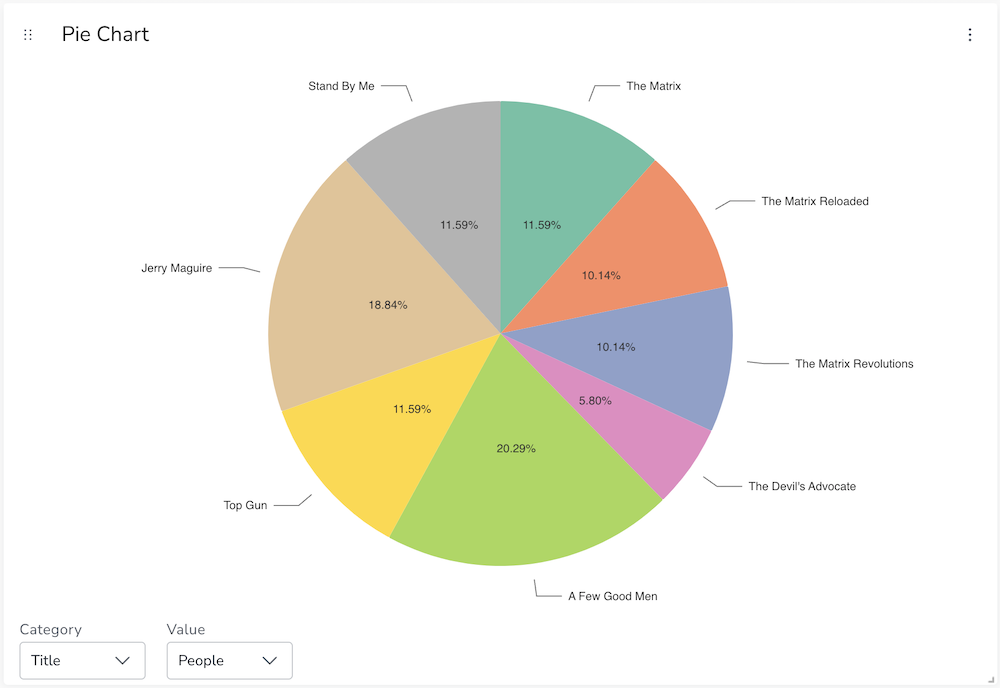 Pie Chart
Stand By Me
The Matrix
The Matrix Reloaded
11.59%
11.59%
Jerry Maguire
10.14%
18.84%
10.14%
The Matrix Revolutions
5.80%
11.59%
20.29%
The Devil's Advocate
Top Gun
A Few Good Men
Category
Value
Title
People